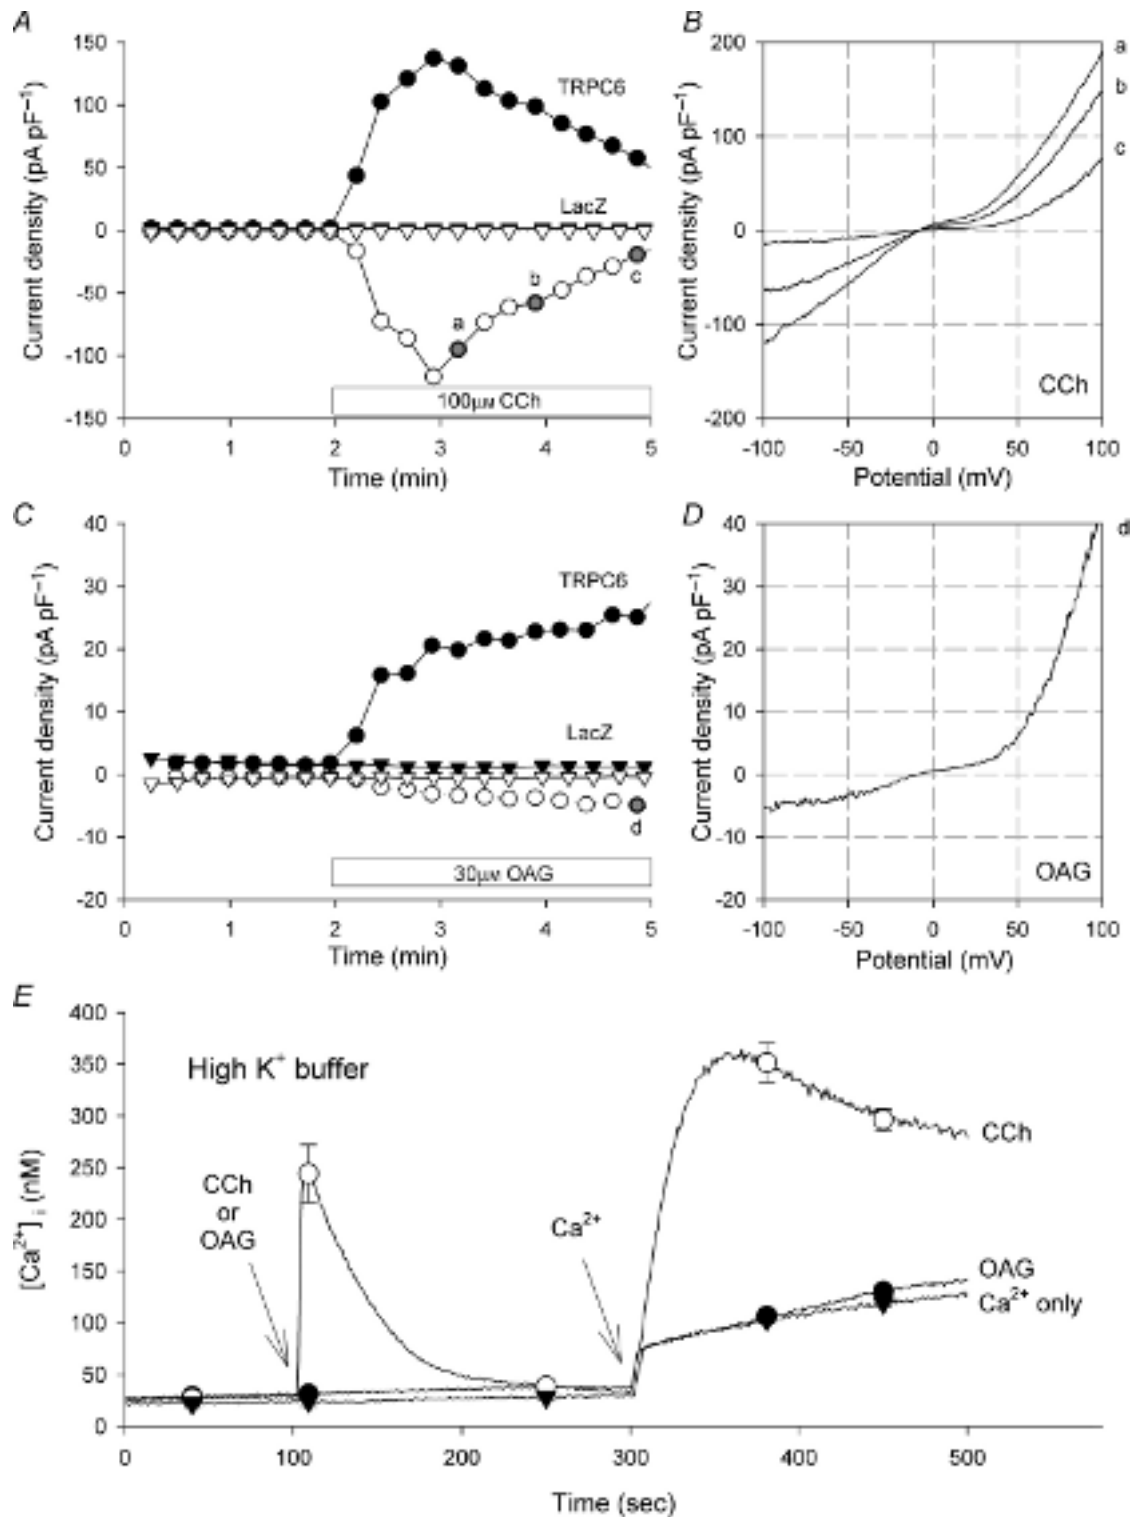 A
B
150
100
50
0
-50
-100
-150
Current density (pA pF⁻¹)
TRPC6
LacZ
a
b
c
100μM CCh
0 1 2 3 4 5
Time (min)
200
100
0
-100
-200
Current density (pA pF⁻¹)
a
b
c
CCh
-100 -50 0 50 100
Potential (mV)
C
D
40
30
20
10
0
-10
-20
Current density (pA pF⁻¹)
TRPC6
LacZ
d
30μM OAG
0 1 2 3 4 5
Time (min)
40
30
20
10
0
-10
-20
Current density (pA pF⁻¹)
d
OAG
-100 -50 0 50 100
Potential (mV)
E
400
350
300
250
200
150
100
50
0
[Ca²⁺] i (nM)
High K⁺ buffer
CCh
or
OAG
Ca²⁺
CCh
OAG
Ca²⁺ only
0 100 200 300 400 500
Time (sec)